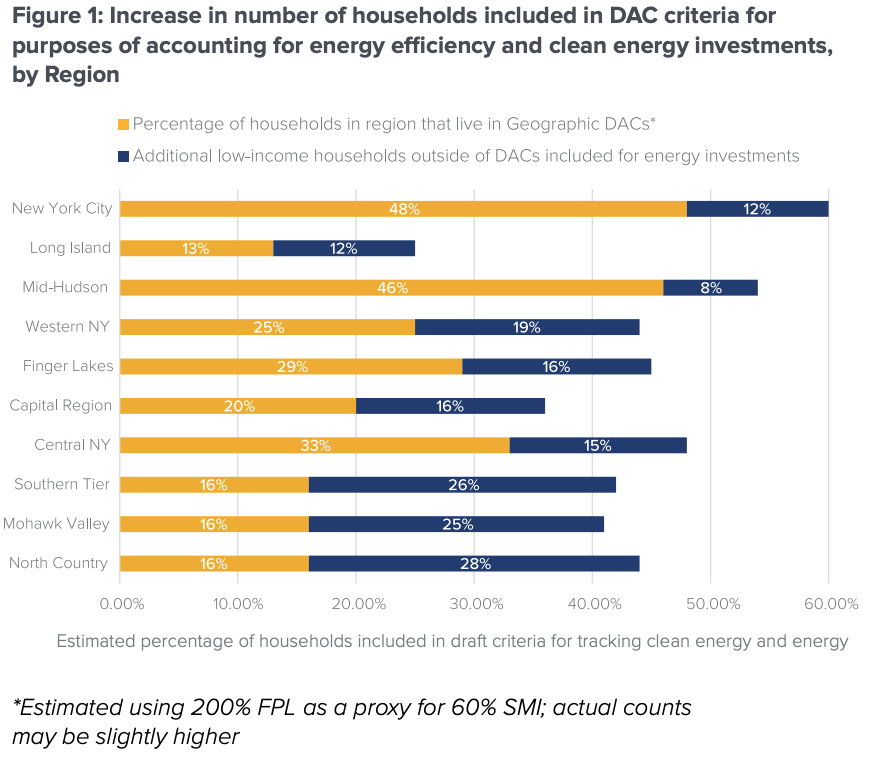 Figure 1: Increase in number of households included in DAC criteria for
purposes of accounting for energy efficiency and clean energy investments,
by Region
Percentage of households in region that live in Geographic DACs*
Additional low-income households outside of DACs included for energy investments
New York City 48% 12%
Long Island 13% 12%
Mid-Hudson 46% 8%
Western NY 25% 19%
Finger Lakes 29% 16%
Capital Region 20% 16%
Central NY 33% 15%
Southern Tier 16% 26%
Mohawk Valley 16% 25%
North Country 16% 28%
0.00% 10.00% 20.00% 30.00% 40.00% 50.00% 60.00%
Estimated percentage of households included in draft criteria for tracking clean energy and energy
*Estimated using 200% FPL as a proxy for 60% SMI; actual counts
may be slightly higher